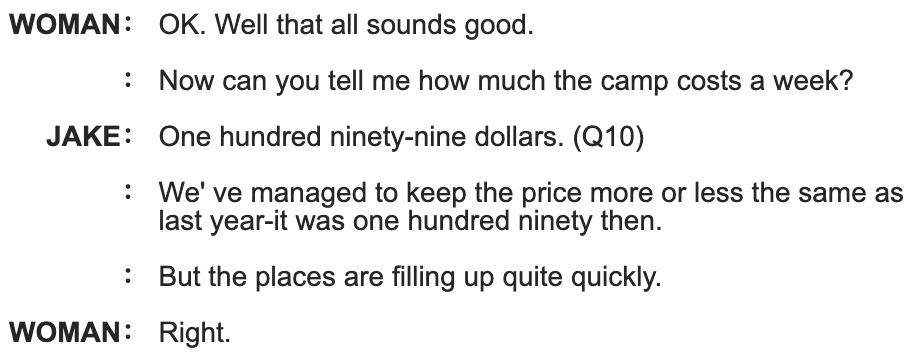 WOMAN: OK. Well that all sounds good.
: Now can you tell me how much the camp costs a week?
JAKE: One hundred ninety-nine dollars. (Q10)
: We' ve managed to keep the price more or less the same as
last year-it was one hundred ninety then.
: But the places are filling up quite quickly.
WOMAN: Right.